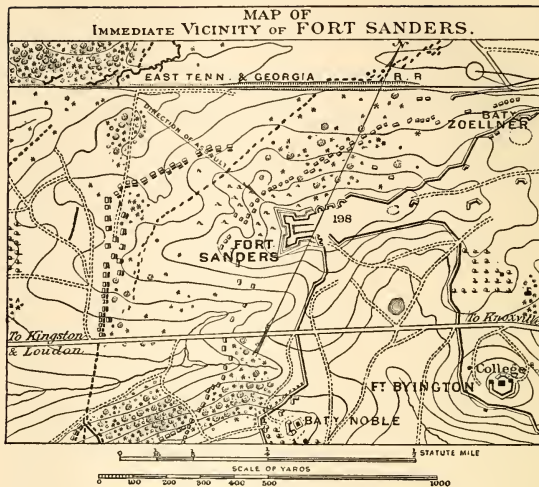 MAP OF
IMMEDIATE VICINITY OF FORT SANDERS.
EAST TENN. & GEORGIA R.R
BATY
ZOELLNER
DIRECTION OF
198
FORT
SANDERS
To Kingston
& Loudon
To Knoxville
College
FT BYINGTON
BATY NOBLE
STATUTE MILE
SCALE OF YARDS
0 100 200 300 400 500 1000